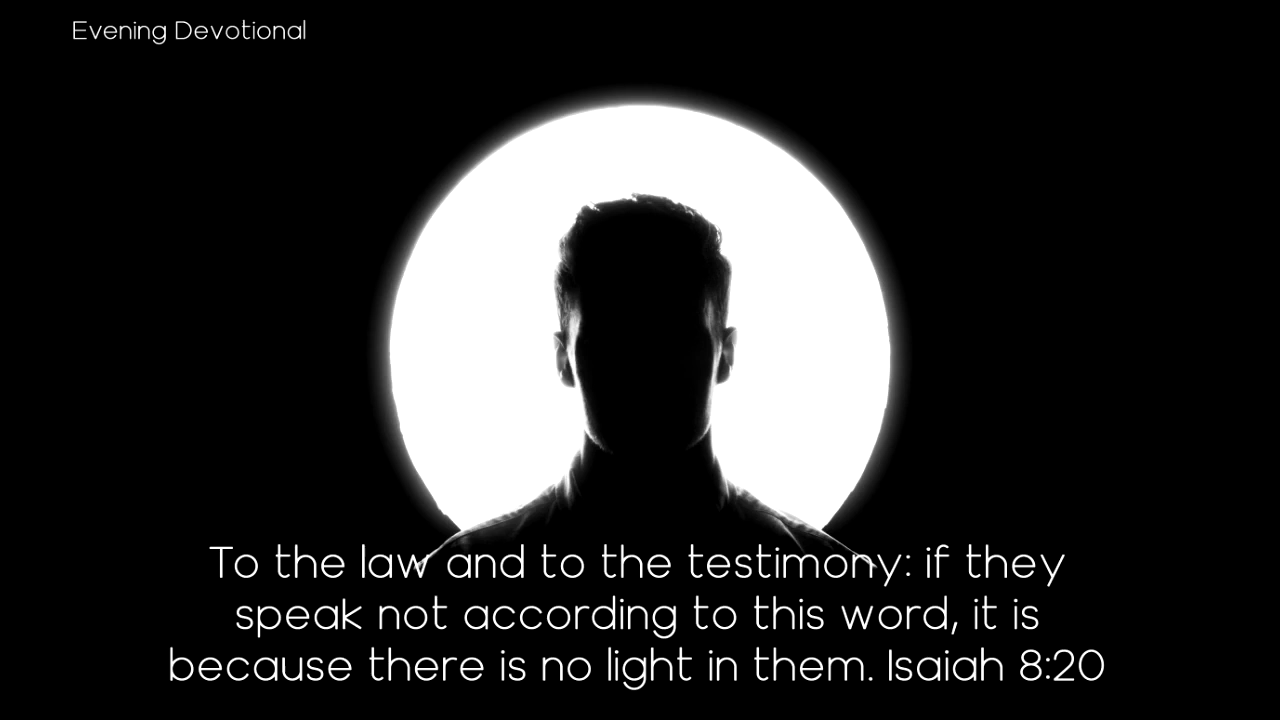 Evening Devotional
To the law and to the testimony: if they
speak not according to this word, it is
because there is no light in them. Isaiah 8:20